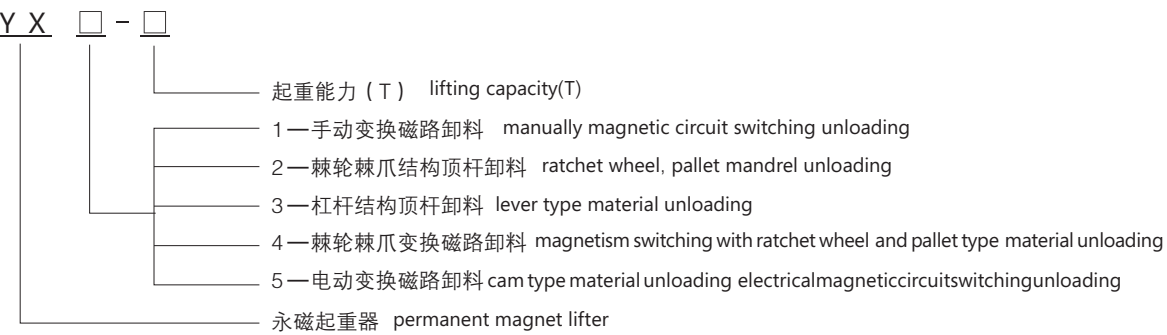 YX □-□
起重能力(T) lifting capacity(T)
1—手动变换磁路卸料 manually magnetic circuit switching unloading
2—棘轮棘爪结构顶杆卸料 ratchet wheel, pallet mandrel unloading
3—杠杆结构顶杆卸料 lever type material unloading
4—棘轮棘爪变换磁路卸料 magnetism switching with ratchet wheel and pallet type material unloading
5—电动变换磁路卸料 cam type material unloading electricalmagneticcircuitswitchingunloading
永磁起重器 permanent magnet lifter